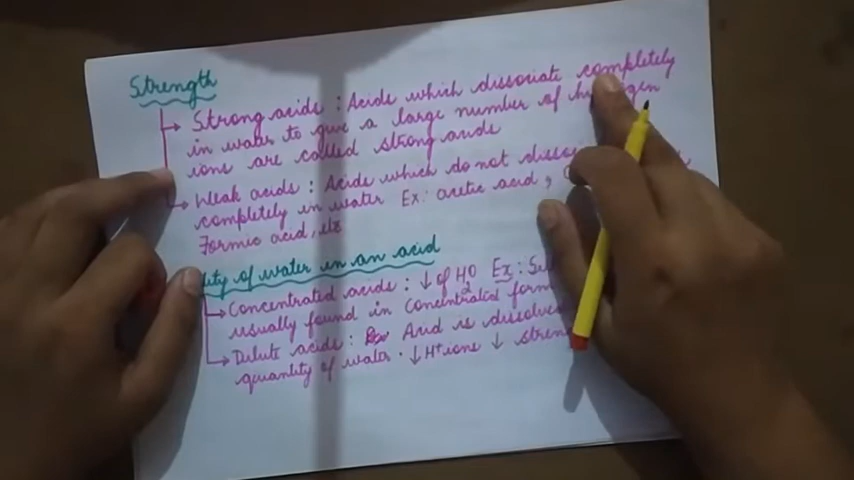 Strength
Strong acids : Acids which dissociate completely
in water to give a large number of
ions are called strong acids
Weak acids : Acids which do not
completely in water Ex: acetic acid,
Formic acid, etc
of water in an acid
Concentrated acids : ↓ of H2O Ex :
usually found in concentrated form
Dilute acids : Acid is dissolved
quantity of water. ↓ H+ ions ↓